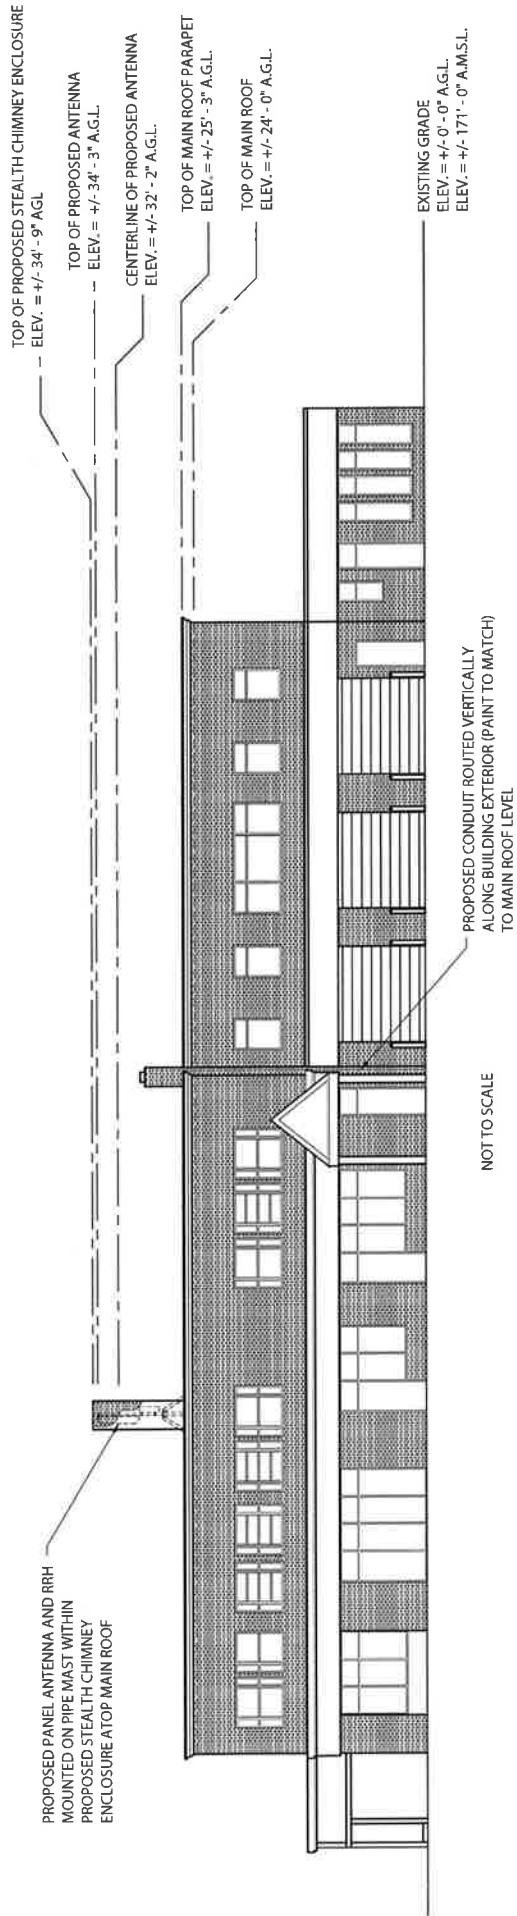 PROPOSED PANEL ANTENNA AND RRH
MOUNTED ON PIPE MAST WITHIN
PROPOSED STEALTH CHIMNEY
ENCLOSURE ATOP MAIN ROOF
TOP OF PROPOSED STEALTH CHIMNEY ENCLOSURE
ELEV. = +/- 34' - 9" AGL
TOP OF PROPOSED ANTENNA
ELEV. = +/- 34' - 3" A.G.L.
CENTERLINE OF PROPOSED ANTENNA
ELEV. = +/- 32' - 2" A.G.L.
TOP OF MAIN ROOF PARAPET
ELEV. = +/- 25' - 3" A.G.L.
TOP OF MAIN ROOF
ELEV. = +/- 24' - 0" A.G.L.
EXISTING GRADE
ELEV. = +/- 0' - 0" A.G.L.
ELEV. = +/- 171' - 0" A.M.S.L.
PROPOSED CONDUIT ROUTED VERTICALLY
ALONG BUILDING EXTERIOR (PAINT TO MATCH)
TO MAIN ROOF LEVEL
NOT TO SCALE